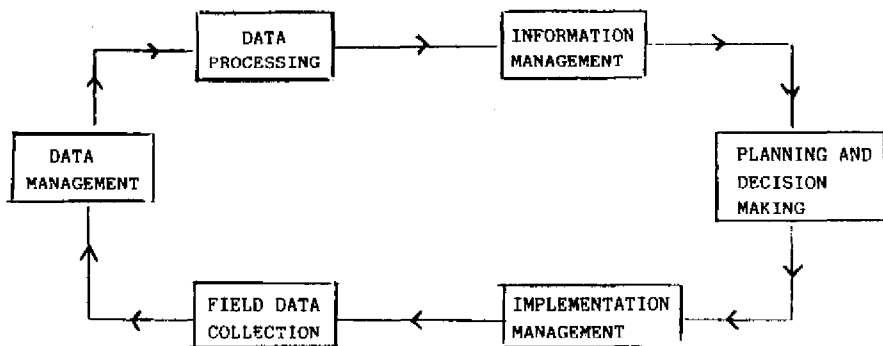 DATA
PROCESSING
INFORMATION
MANAGEMENT
DATA
MANAGEMENT
PLANNING AND
DECISION
MAKING
FIELD DATA
COLLECTION
IMPLEMENTATION
MANAGEMENT